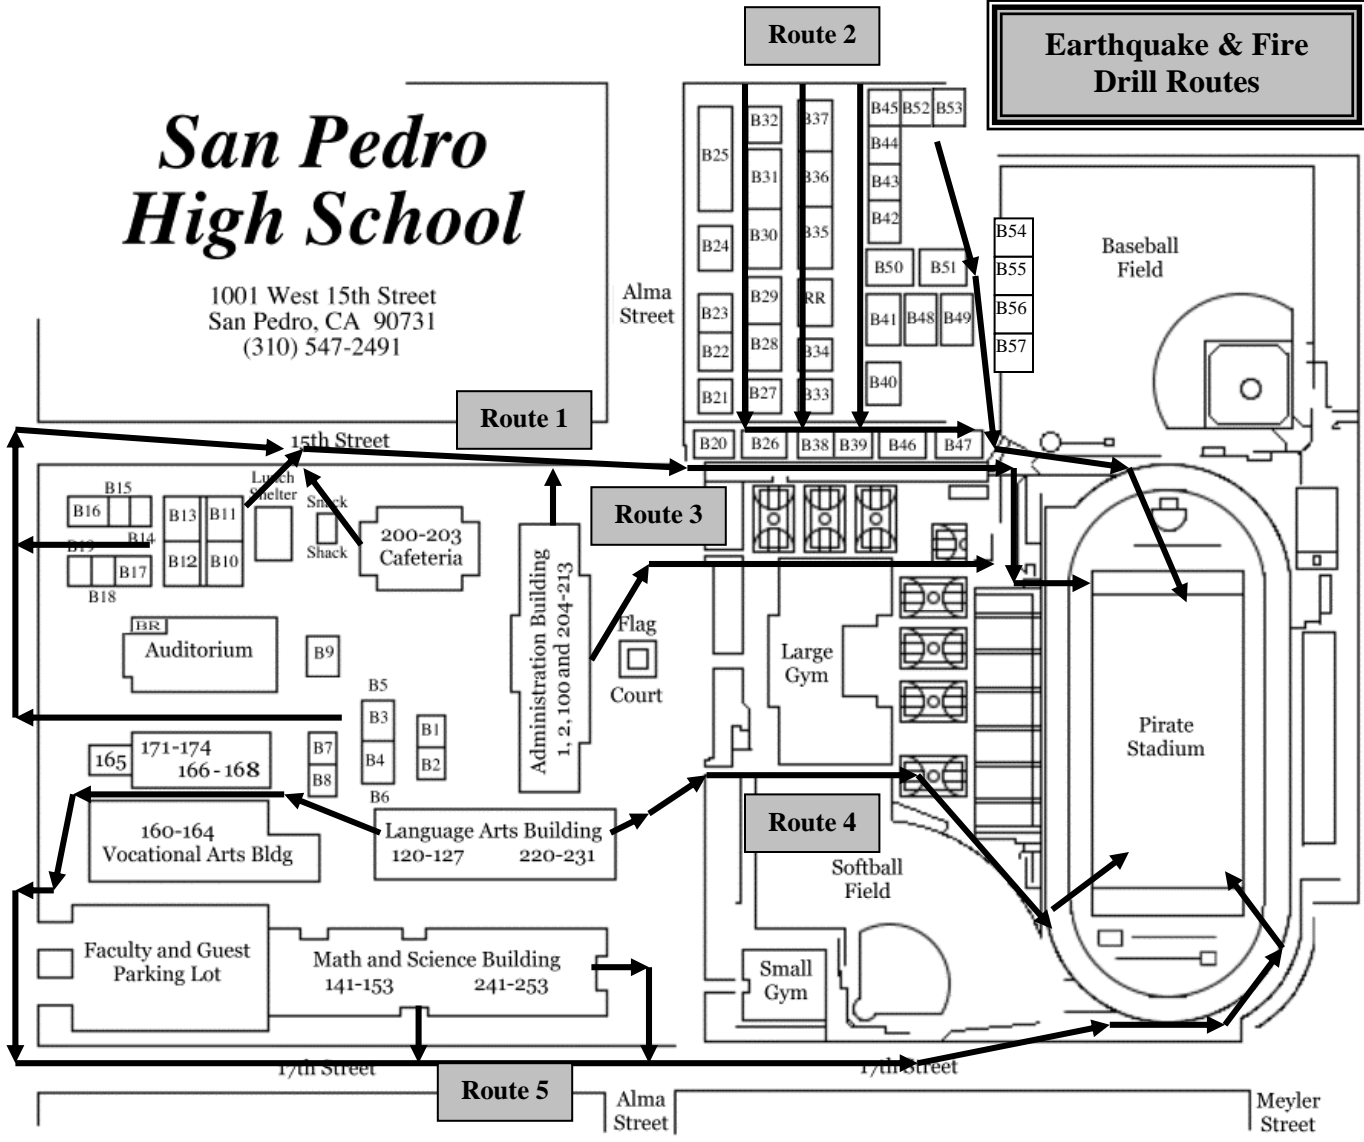 Route 2
Earthquake & Fire
Drill Routes
San Pedro
High School
1001 West 15th Street
San Pedro, CA  90731
(310) 547-2491
Alma
Street
B25
B24
B23
B22
B21
B32
B31
B30
B29
B28
B27
B37
B36
B35
RR
B34
B33
B45
B52
B53
B44
B43
B42
B50
B51
B41
B48
B49
B40
B54
B55
B56
B57
Baseball
Field
Route 1
15th Street
B20
B26
B38
B39
B46
B47
Route 3
B15
B16
B14
B19
B17
B18
B13
B11
B12
B10
Lunch
Shelter
Snack
Shack
200-203
Cafeteria
Administration Building
1, 2, 100 and 204-213
Flag
Court
BR
Auditorium
B9
B5
B3
B4
B6
B1
B2
B7
B8
165
171-174
166-168
160-164
Vocational Arts Bldg
Language Arts Building
120-127
220-231
Large
Gym
Pirate
Stadium
Route 4
Softball
Field
Faculty and Guest
Parking Lot
Math and Science Building
141-153
241-253
Small
Gym
17th Street
17th Street
Route 5
Alma
Street
Meyler
Street